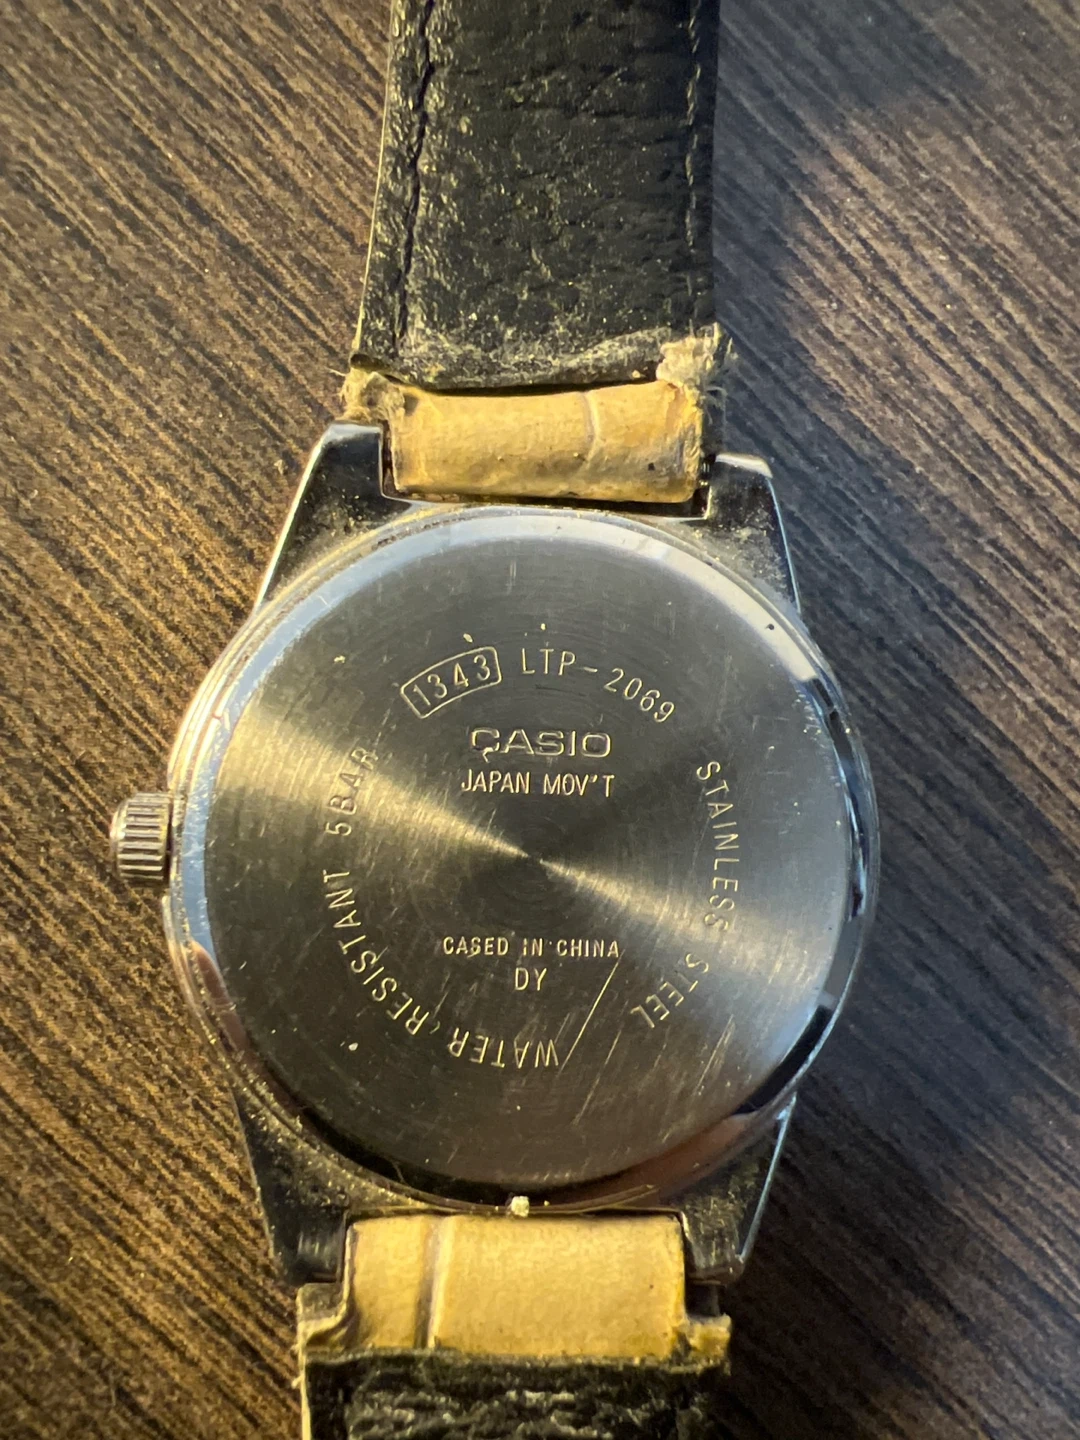 1343 LTP-2069
CASIO
JAPAN MOV'T
CASED IN CHINA
DY
WATER RESISTANT 5BAR
STAINLESS STEEL